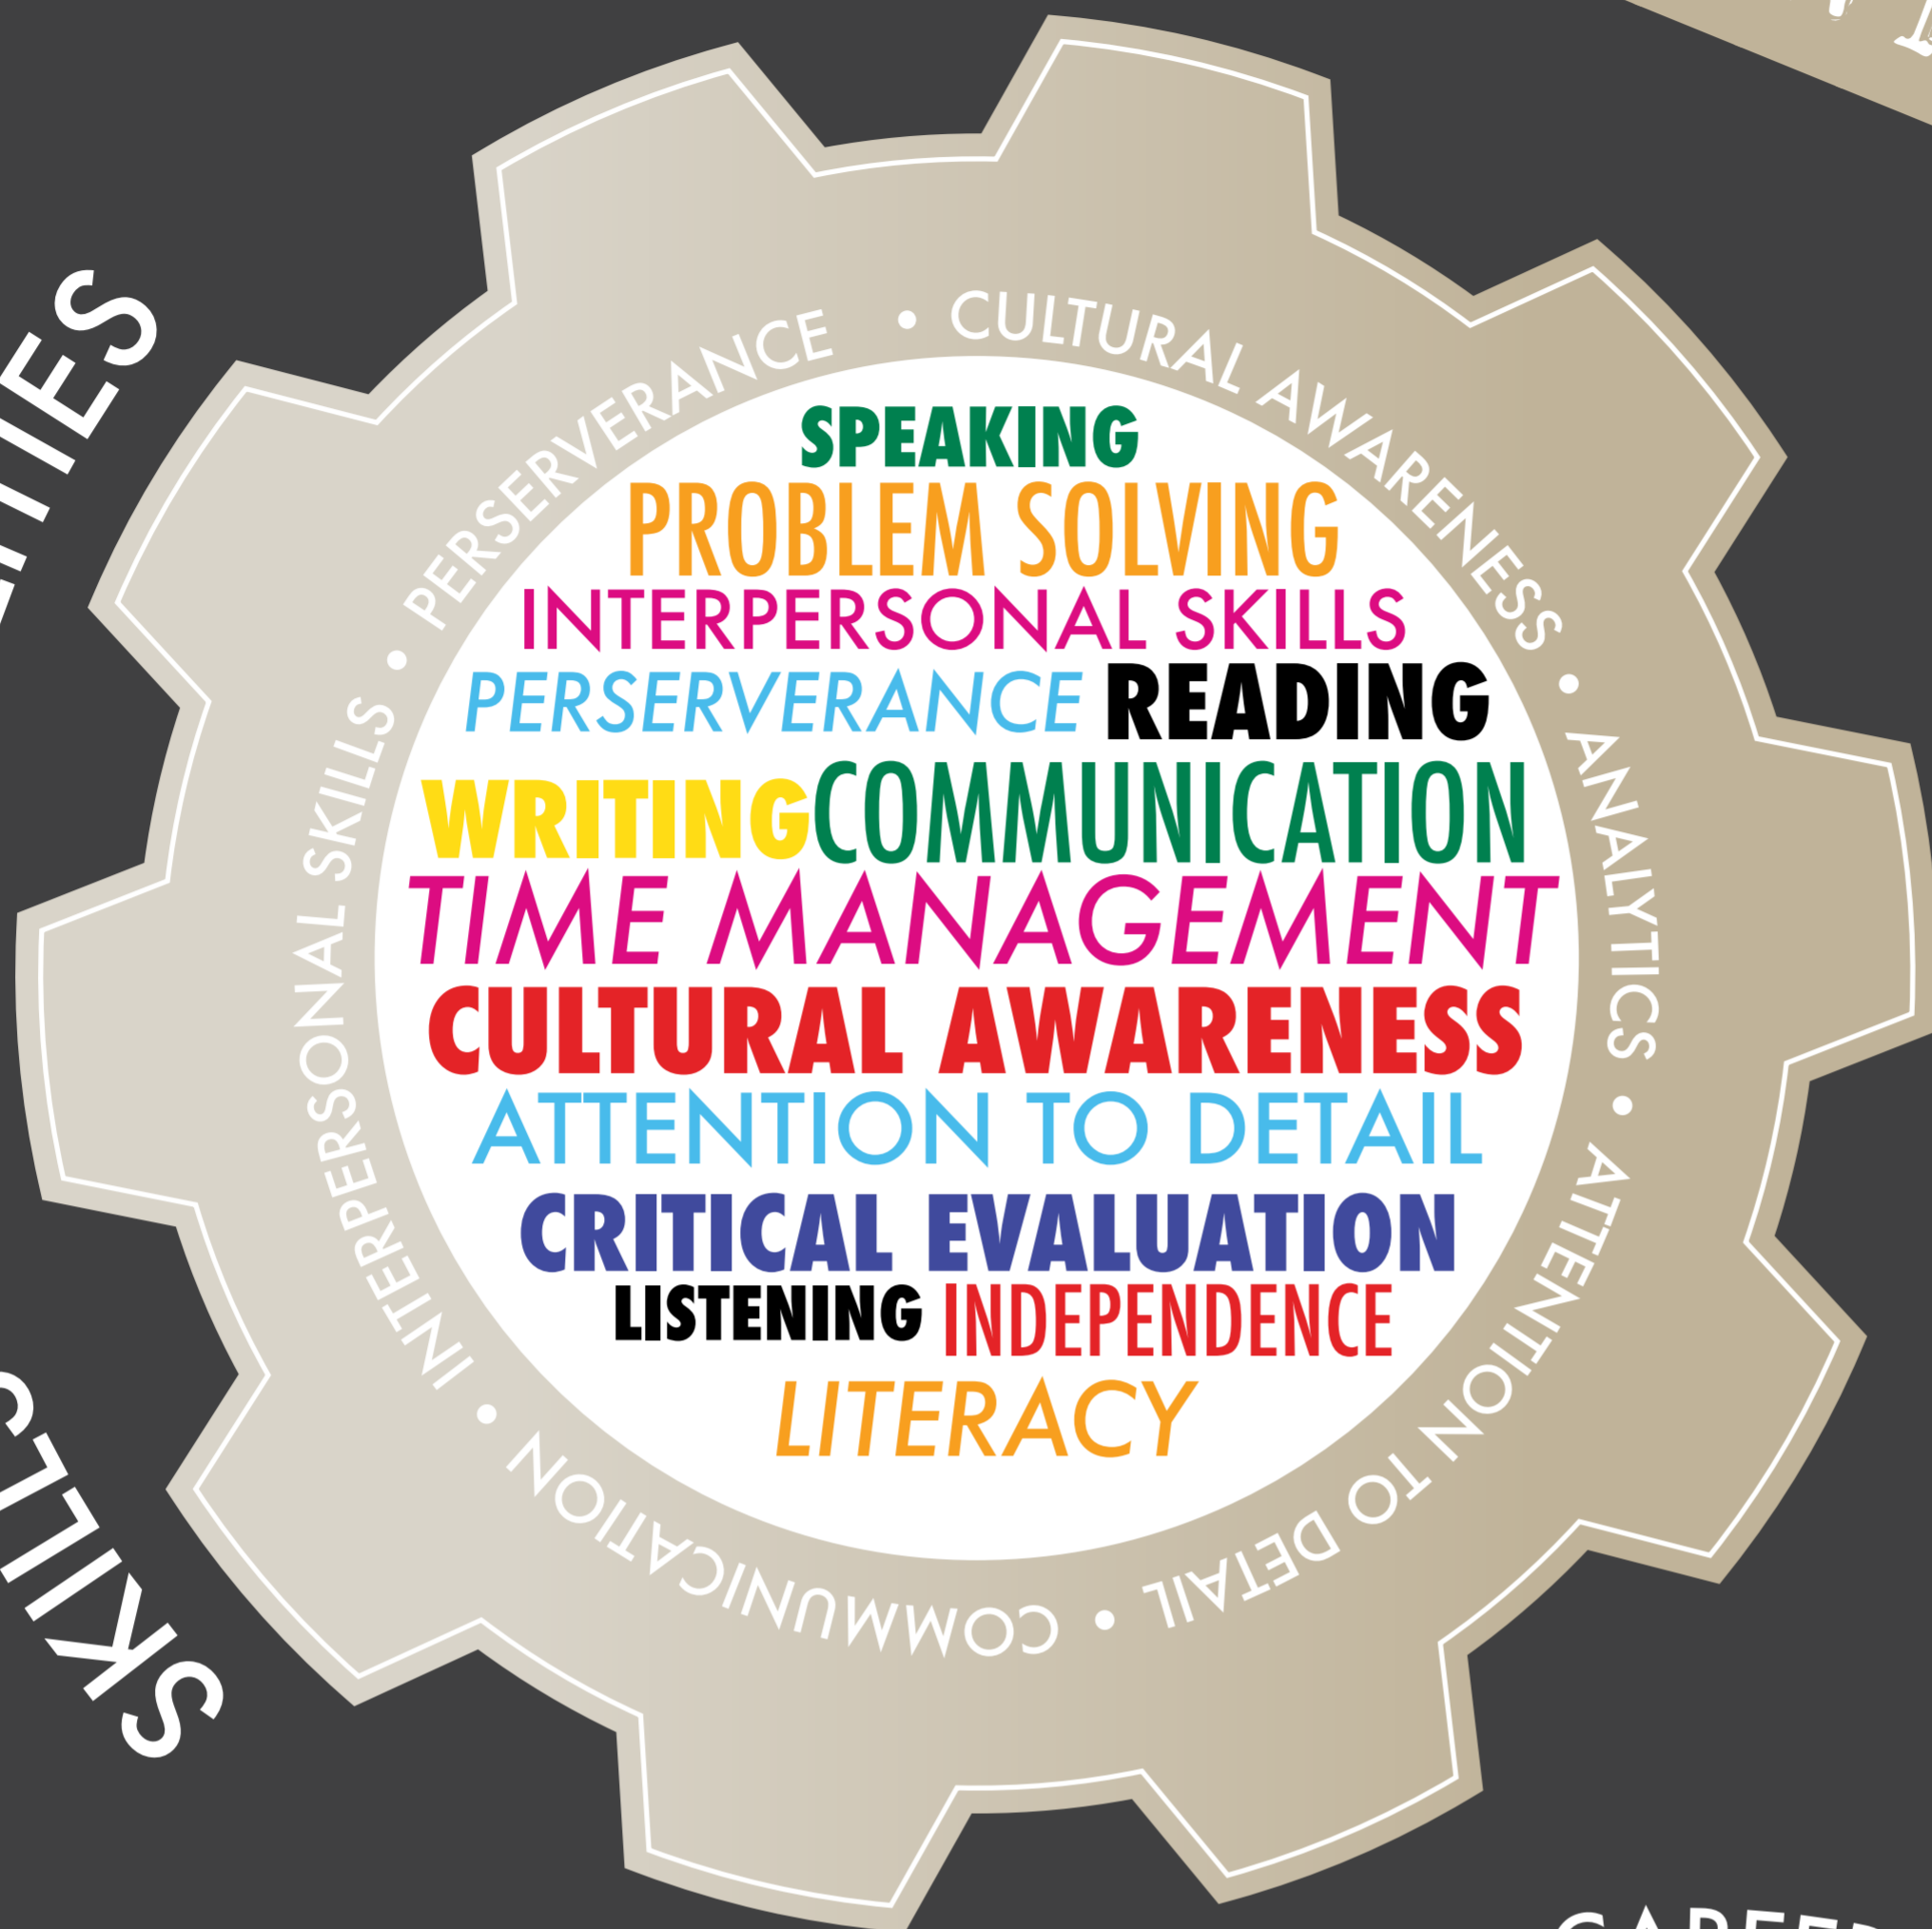 SPEAKING
PROBLEM SOLVING
INTERPERSONAL SKILLS
PERSERVERANCE READING
WRITING COMMUNICATION
TIME MANAGEMENT
CULTURAL AWARENESS
ATTENTION TO DETAIL
CRITICAL EVALUATION
LISTENING INDEPENDENCE
LITERACY
• CULTURAL AWARENESS • ANALYTICS • ATTENTION TO DETAIL • COMMUNICATION • INTERPERSONAL SKILLS • PERSERVERANCE
SKILLS